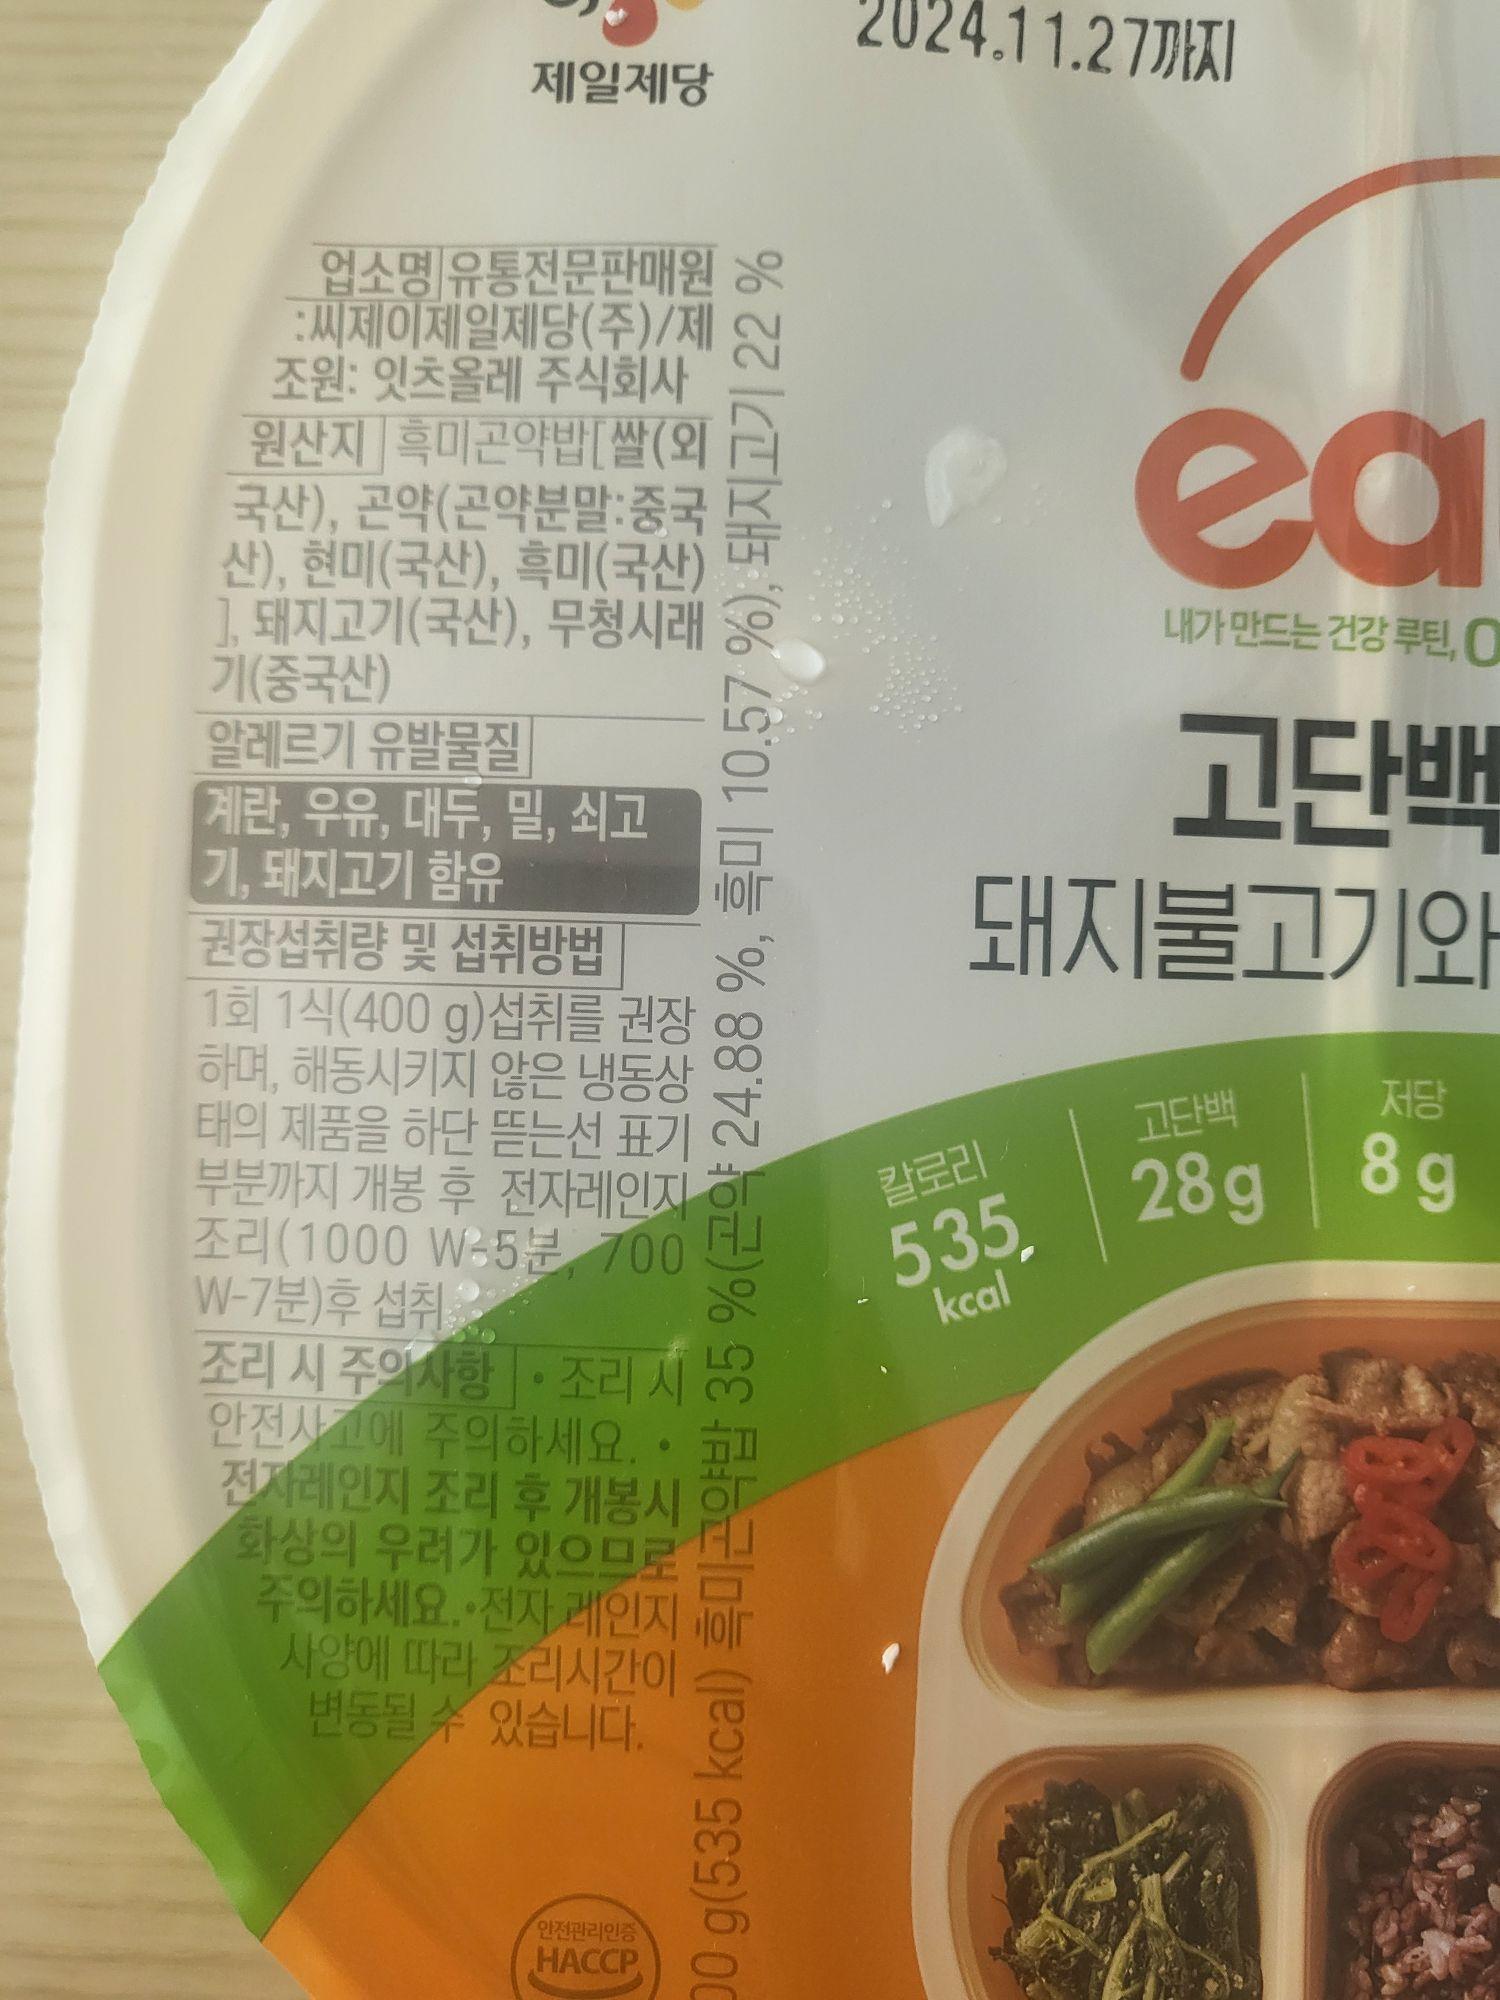 제일제당
2024.11.27까지
업소명 유통전문판매원
:씨제이제일제당(주)/제
조원: 잇츠올레 주식회사
원산지 흑미곤약밥[쌀(외
국산), 곤약(곤약분말:중국
산), 현미(국산), 흑미(국산)
], 돼지고기(국산), 무청시래
기(중국산)
알레르기 유발물질
계란, 우유, 대두, 밀, 쇠고
기, 돼지고기 함유
권장섭취량 및 섭취방법
1회 1식(400 g)섭취를 권장
하며, 해동시키지 않은 냉동상
태의 제품을 하단 뜯는선 표기
부분까지 개봉 후 전자레인지
조리(1000 W-5분, 700
W-7분)후 섭취
조리 시 주의사항 • 조리 시
안전사고에 주의하세요. •
전자레인지 조리 후 개봉시
화상의 우려가 있으므로
주의하세요.•전자 레인지
사양에 따라 조리시간이
변동될 수 있습니다.
00 g(535 kcal) 흑미곤약밥 35 %(곤약 24.88 %, 흑미 10.57 %), 돼지고기 22 %
안전관리인증
HACCP
ea
내가 만드는 건강 루틴,
고단백
돼지불고기와
칼로리
535
kcal
고단백
28g
저당
8g